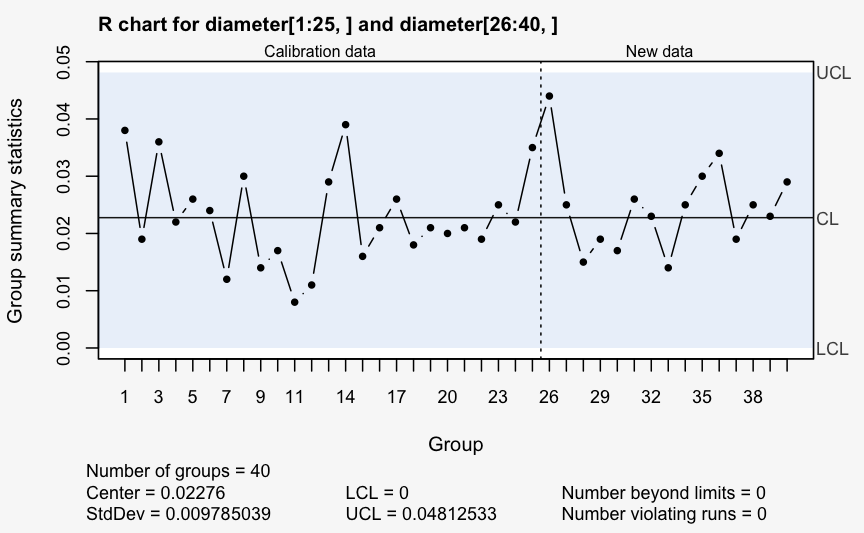 R chart for diameter[1:25, ] and diameter[26:40, ]
Calibration data New data
Group summary statistics
0.05
0.04
0.03
0.02
0.01
0.00
UCL
CL
LCL
1 3 5 7 9 11 14 17 20 23 26 29 32 35 38
Group
Number of groups = 40
Center = 0.02276 LCL = 0 Number beyond limits = 0
StdDev = 0.009785039 UCL = 0.04812533 Number violating runs = 0